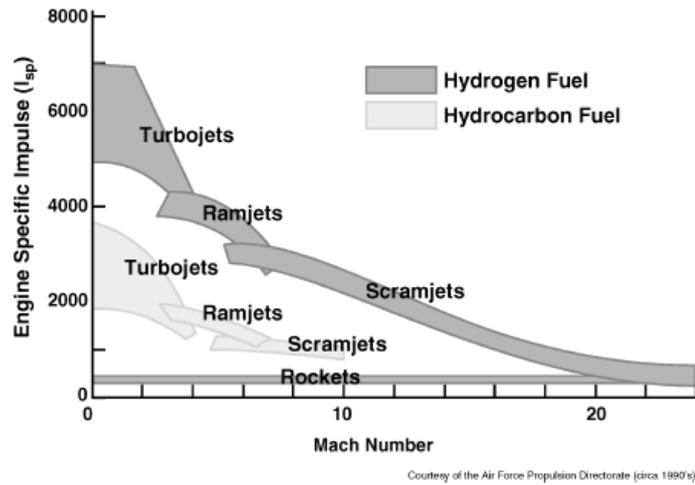 8000
6000
4000
2000
0
Engine Specific Impulse (Isp)
Hydrogen Fuel
Hydrocarbon Fuel
Turbojets
Ramjets
Turbojets
Scramjets
Ramjets
Scramjets
Rockets
0
10
20
Mach Number
Courtesy of the Air Force Propulsion Directorate (circa 1990's)